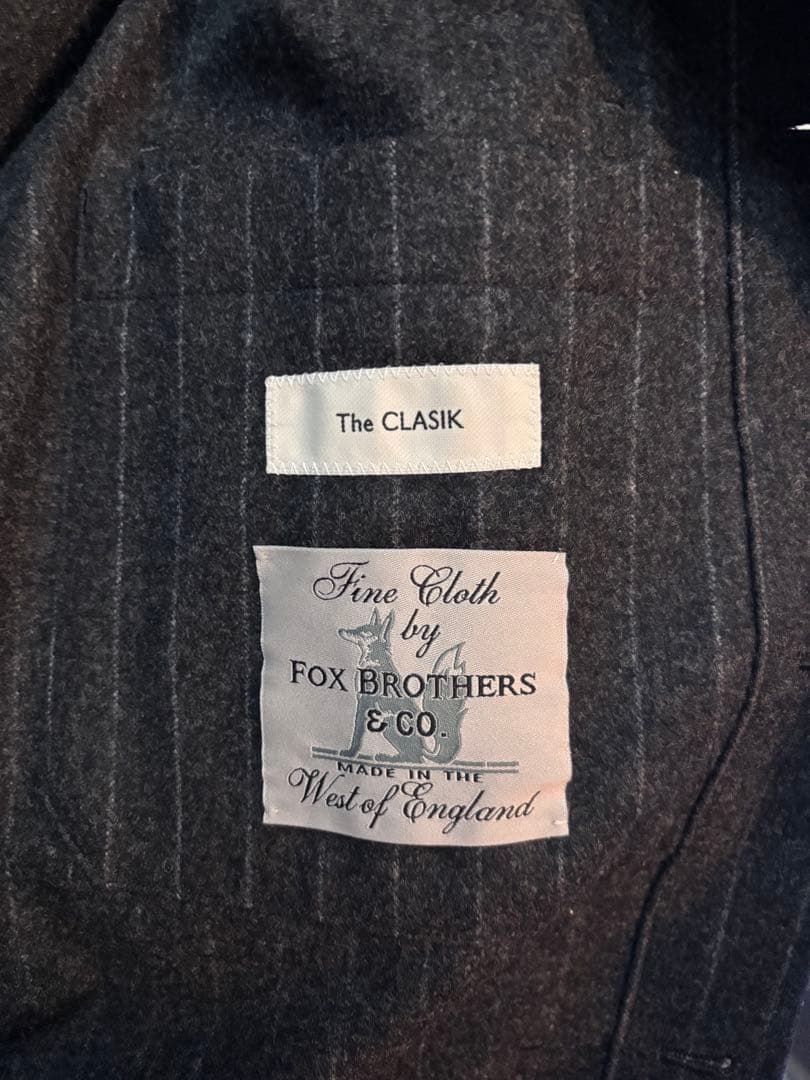 The CLASIK
Fine Cloth
by
FOX BROTHERS
& CO.
MADE IN THE
West of England